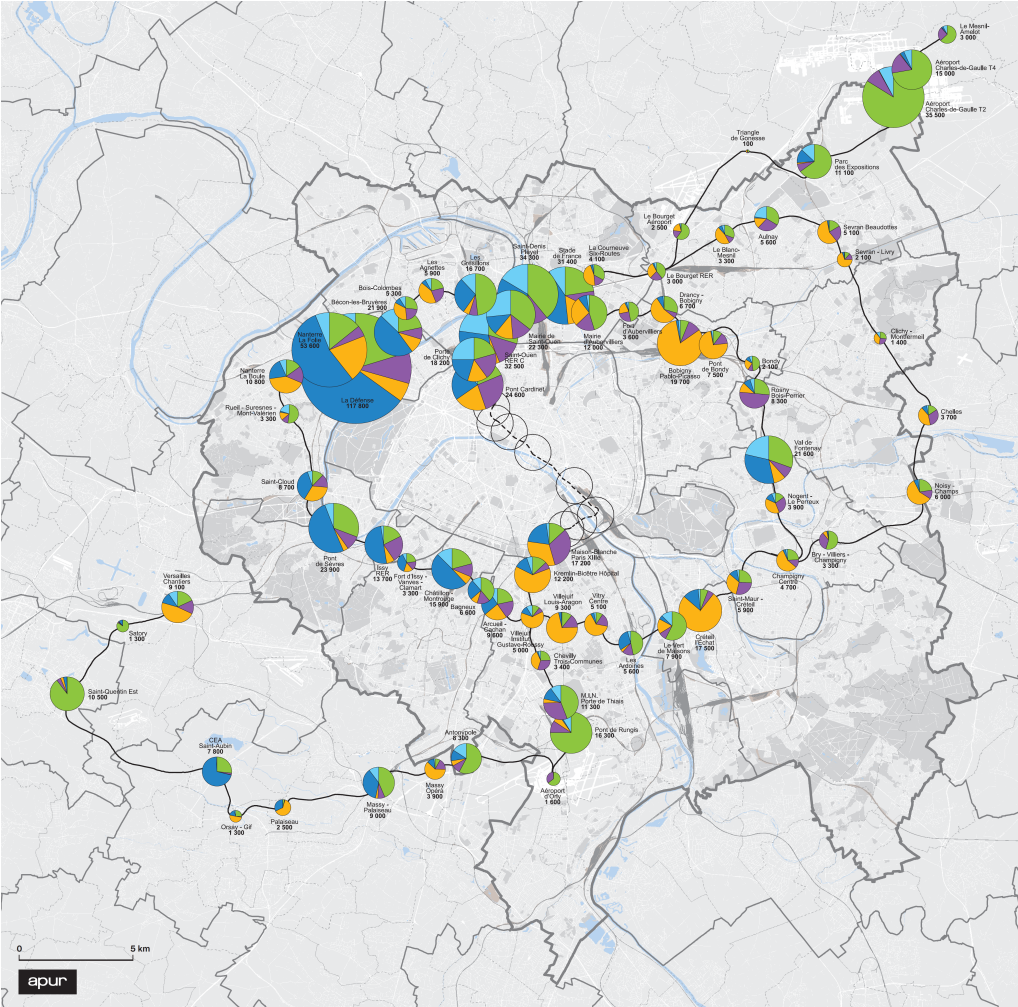 Le Mesnil-
Amelot
3 000
Aéroport
Charles-de-Gaulle T4
15 000
Aéroport
Charles-de-Gaulle T2
35 500
Triangle
de Gonesse
100
Parc
des Expositions
11 100
Le Bourget
Aéroport
2 500
Aulnay
5 600
Sevran Beaudottes
5 100
Le Blanc-
Mesnil
3 300
Sevran - Livry
2 100
Le Bourget RER
3 000
La Courneuve
Six-Routes
4 100
Stade
de France
31 400
Saint-Denis
Pleyel
34 300
Les
Grésillons
16 700
Les
Agnettes
5 900
Bois-Colombes
5 300
Bécon-les-Bruyères
21 900
Drancy -
Bobigny
6 700
Fort
d'Aubervilliers
3 600
Mairie
d'Aubervilliers
12 000
Mairie de
Saint-Ouen
22 300
Saint-Ouen
RER C
32 500
Porte
de Clichy
18 200
Pont Cardinet
24 600
Nanterre
La Folie
53 600
La Défense
117 800
Nanterre
La Boule
10 800
Rueil - Suresnes -
Mont-Valérien
3 300
Bobigny
Pablo-Picasso
19 700
Pont
de Bondy
7 500
Bondy
2 100
Rosny
Bois-Perrier
8 300
Clichy -
Montfermeil
1 400
Chelles
3 700
Val de
Fontenay
21 600
Nogent -
Le Perreux
3 900
Noisy -
Champs
6 000
Bry - Villiers -
Champigny
3 300
Champigny
Centre
4 700
Saint-Maur -
Créteil
5 900
Créteil
l'Échat
17 500
Le Vert
de Maisons
7 900
Les
Ardoines
5 600
Vitry
Centre
5 100
Villejuif
Louis-Aragon
9 300
Villejuif
Institut
Gustave-Roussy
5 000
Kremlin-Bicêtre Hôpital
12 200
Maison-Blanche
Paris XIIIe
17 200
Arcueil -
Cachan
9 600
Bagneux
6 600
Châtillon -
Montrouge
15 900
Fort d'Issy -
Vanves -
Clamart
3 300
Issy
RER
13 700
Pont
de Sèvres
23 900
Saint-Cloud
8 700
Versailles
Chantiers
9 100
Satory
1 300
Saint-Quentin Est
10 500
CEA
Saint-Aubin
7 800
Orsay - Gif
1 300
Palaiseau
2 500
Massy -
Palaiseau
9 000
Massy
Opéra
3 900
Antonypole
8 300
Chevilly
Trois-Communes
3 400
M.I.N.
Porte de Thiais
11 300
Pont de Rungis
16 300
Aéroport
d'Orly
1 600
0
5 km
apur